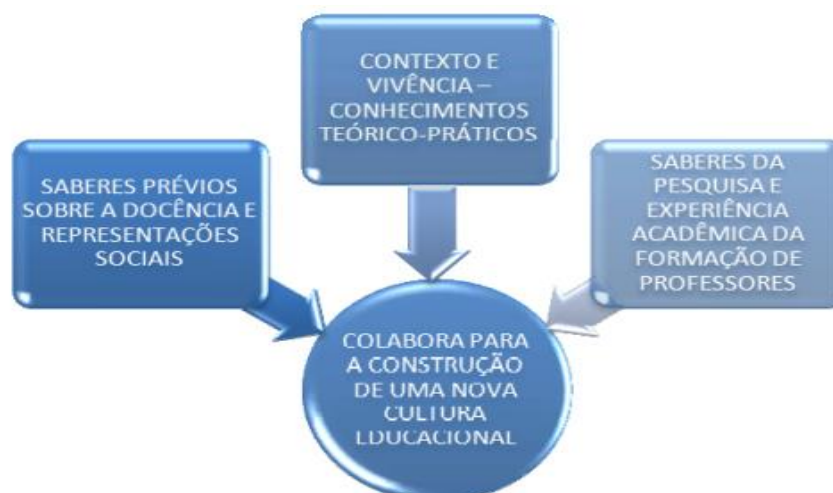 CONTEXTO E
VIVÊNCIA –
CONHECIMENTOS
TEÓRICO-PRÁTICOS
SABERES PRÉVIOS
SOBRE A DOCÊNCIA E
REPRESENTAÇÕES
SOCIAIS
SABERES DA
PESQUISA E
EXPERIÊNCIA
ACADÊMICA DA
FORMAÇÃO DE
PROFESSORES
COLABORA PARA
A CONSTRUÇÃO
DE UMA NOVA
CULTURA
EDUCACIONAL